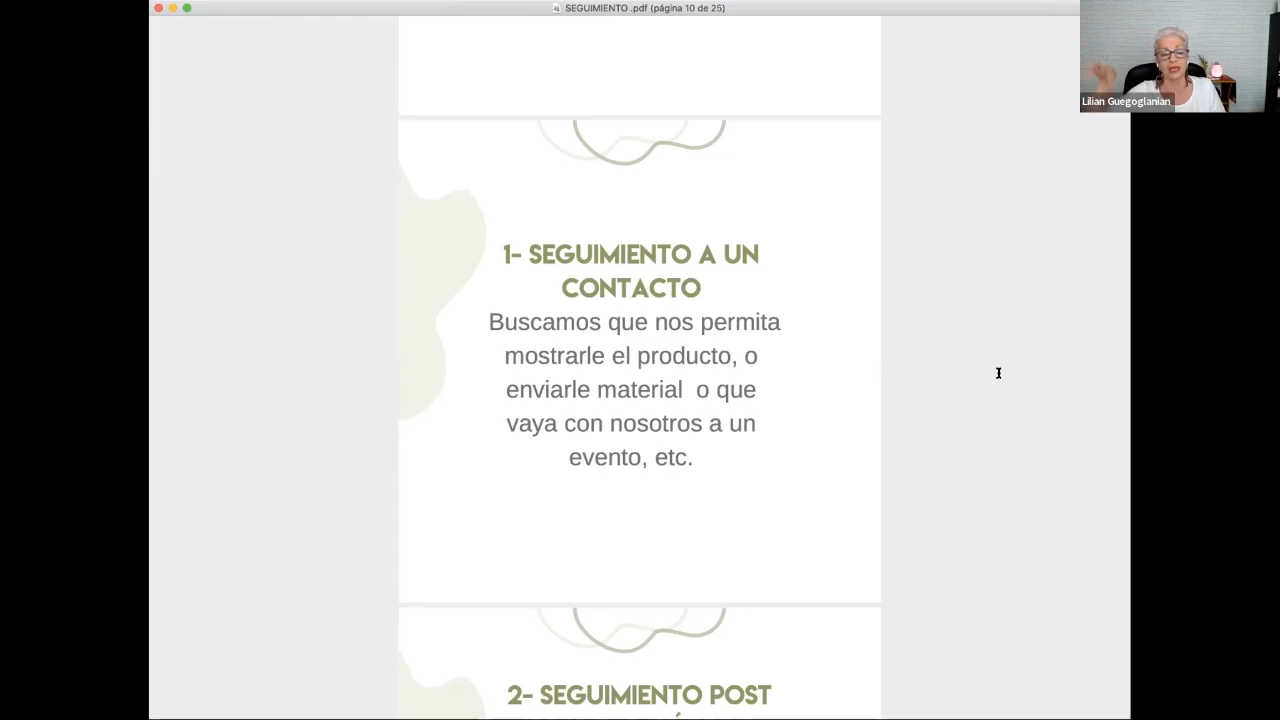 SEGUIMIENTO .pdf (página 10 de 25)
Lilian Guegoglanian
1- SEGUIMIENTO A UN
CONTACTO
Buscamos que nos permita
mostrarle el producto, o
enviarle material  o que
vaya con nosotros a un
evento, etc.
2- SEGUIMIENTO POST